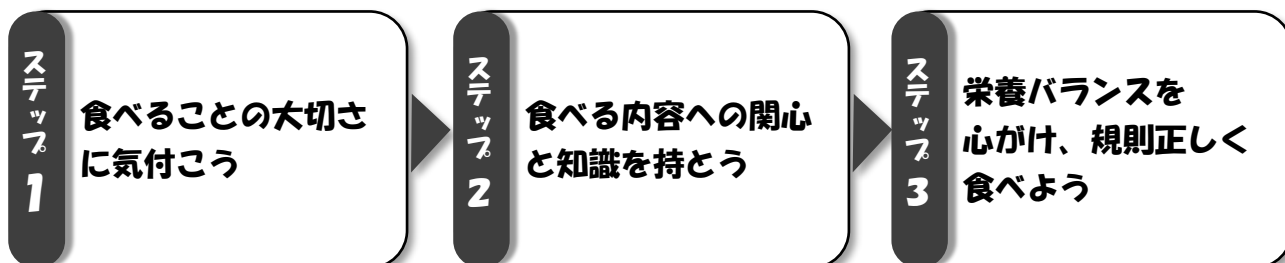 ステップ1
食べることの大切さ
に気付こう
ステップ2
食べる内容への関心
と知識を持とう
ステップ3
栄養バランスを
心がけ、規則正しく
食べよう